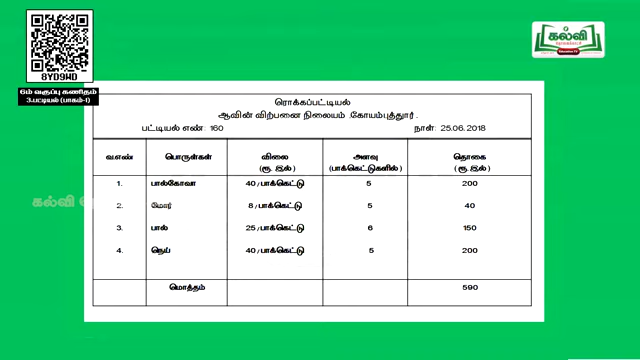 8YD9WD
6ம் வகுப்பு கணிதம்
3.பட்டியல் (பாகம்-1)
கல்வி
ரொக்கப்பட்டியல்
ஆவின் விற்பனை நிலையம் ,கோயம்புத்தூர் .
பட்டியல் எண்: 160 நாள்: 25.06.2018
வ.எண் பொருள்கள் விலை (ரூ. இல்) அளவு (பாக்கெட்டுகளில்) தொகை (ரூ. இல்)
1. பால்கோவா 40 / பாக்கெட்டு 5 200
2. மோர் 8 / பாக்கெட்டு 5 40
3. பால் 25 / பாக்கெட்டு 6 150
4. நெய் 40 / பாக்கெட்டு 5 200
மொத்தம் 590
கல்வி